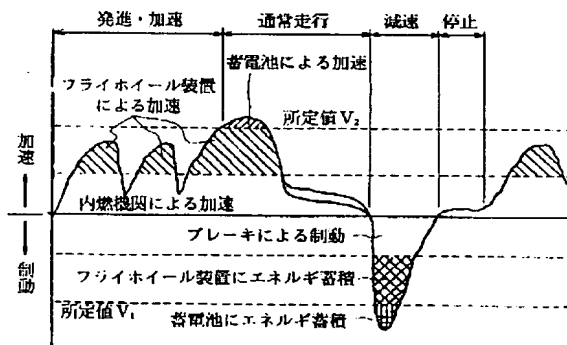 発進・加速
通常走行
減速
停止
フライホイール装置
による加速
蓄電池による加速
所定値V₂
加速
内燃機関による加速
ブレーキによる制動
制動
フライホイール装置にエネルギ蓄積
所定値V₁
蓄電池にエネルギ蓄積